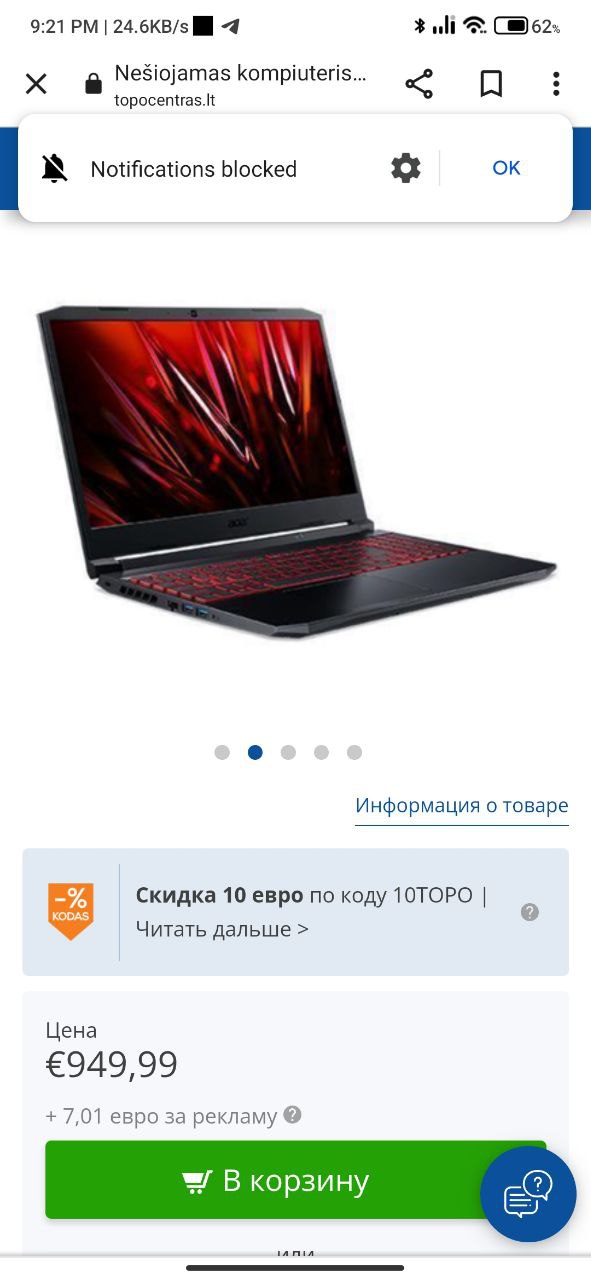 9:21 PM | 24.6KB/s 62%
Nešiojamas kompiuteris...
topocentras.lt
Notifications blocked OK
acer
Информация о товаре
-%
KODAS
Скидка 10 евро по коду 10TOPO |
Читать дальше >
Цена
€949,99
+ 7,01 евро за рекламу ?
В корзину
или